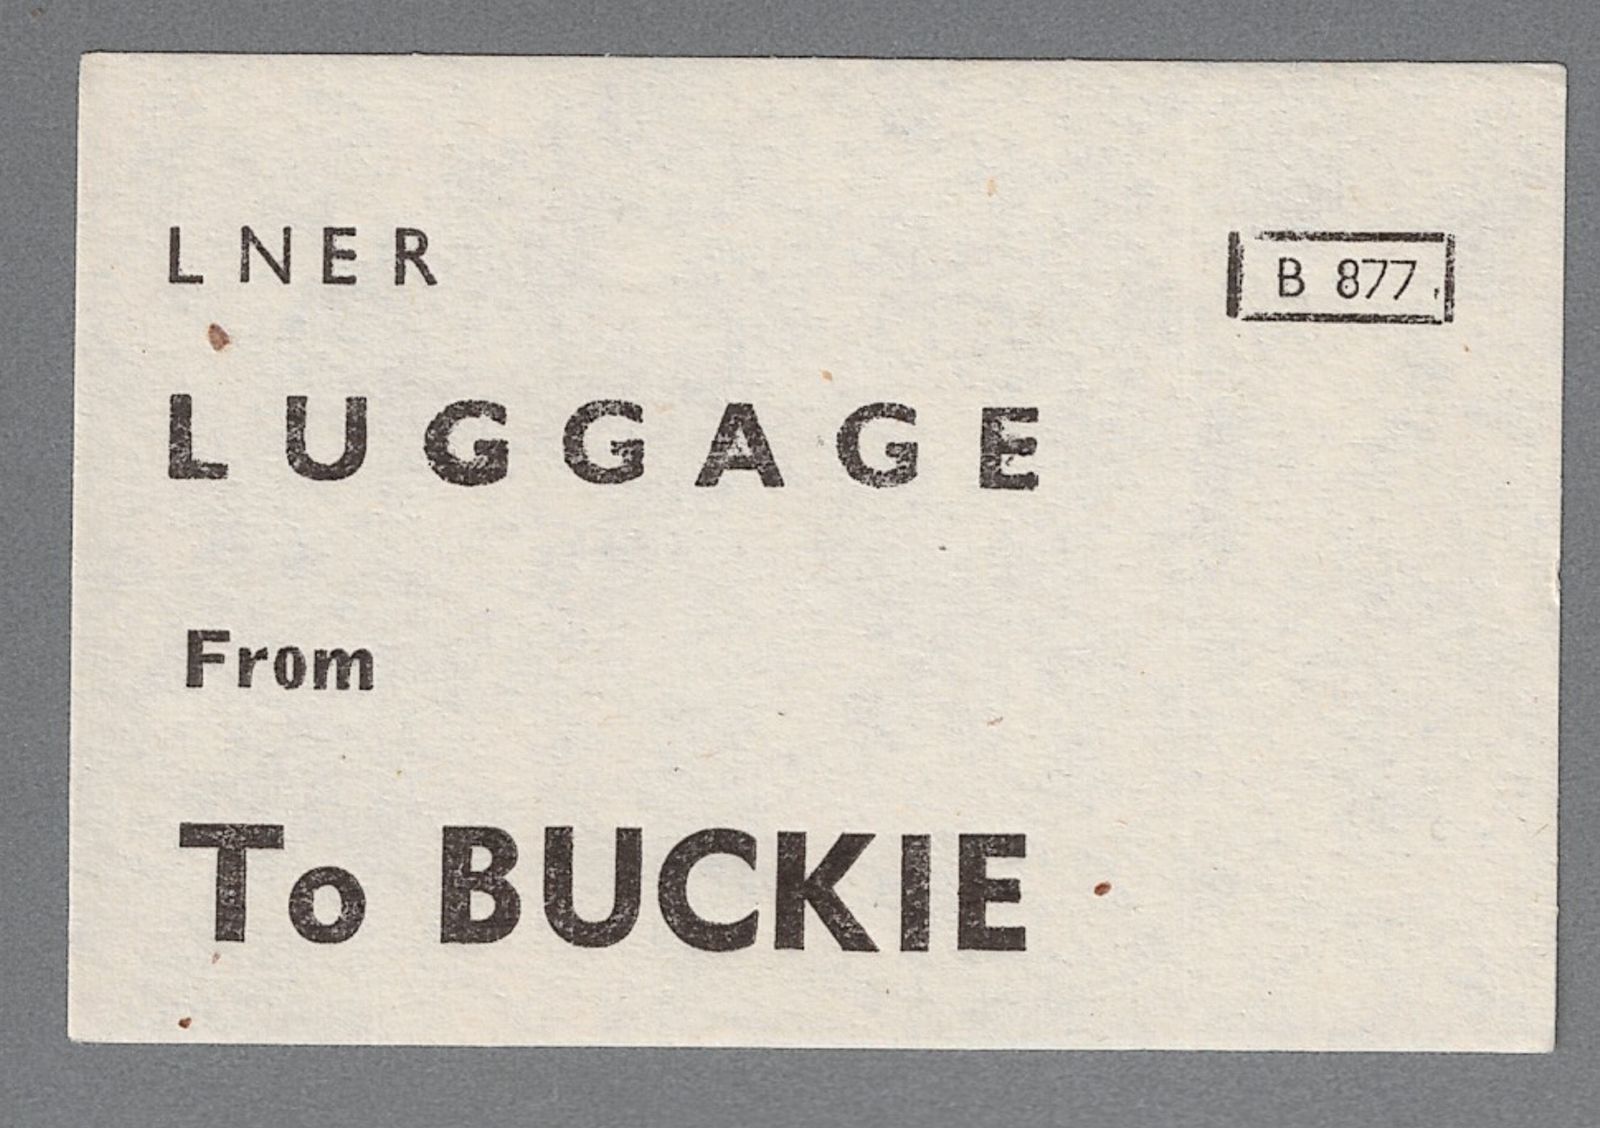 LNER
B 877
LUGGAGE
From
To BUCKIE